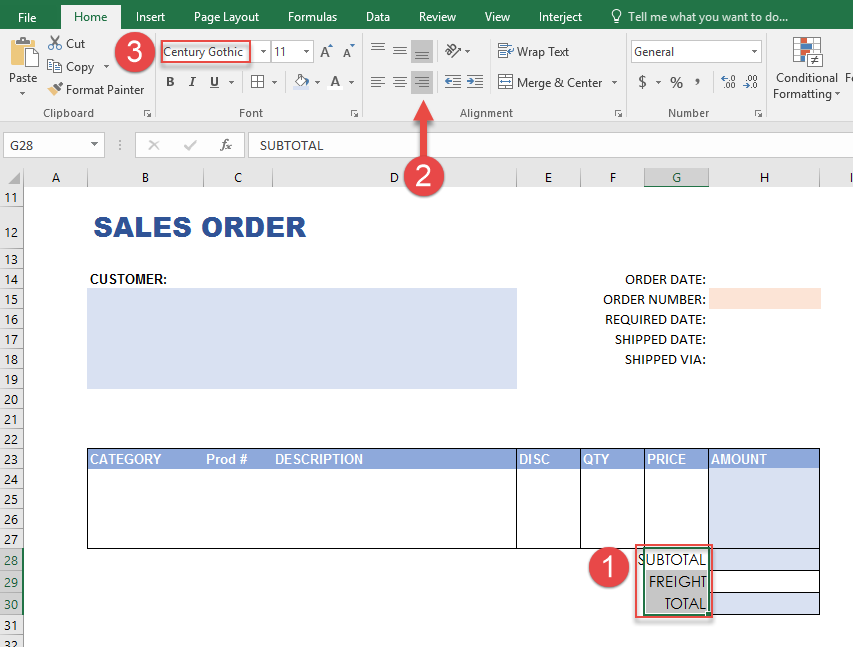 File Home Insert Page Layout Formulas Data Review View Interject Tell me what you want to do...
Cut
Copy
Format Painter
Paste
Clipboard
3
Century Gothic 11 A A
B I U A
Font
Wrap Text
Merge & Center
Alignment
General
$ % ,
Number
Conditional
Formatting
2
G28 fx SUBTOTAL
A B C D E F G H
11
12 SALES ORDER
13
14 CUSTOMER: ORDER DATE:
15 ORDER NUMBER:
16 REQUIRED DATE:
17 SHIPPED DATE:
18 SHIPPED VIA:
19
20
21
22
23 CATEGORY Prod # DESCRIPTION DISC QTY PRICE AMOUNT
24
25
26
27
28 SUBTOTAL
1
29 FREIGHT
30 TOTAL
31
32